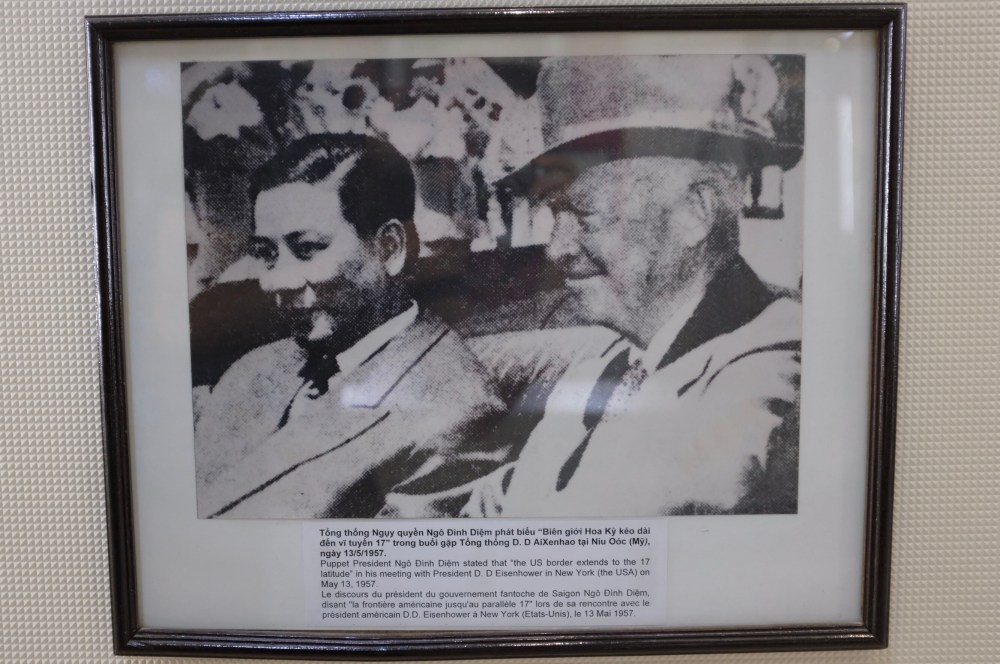 Tổng thống Ngụy quyền Ngô Đình Diệm phát biểu “Biên giới Hoa Kỳ kéo dài
đến vĩ tuyến 17” trong buổi gặp Tổng thống D. D AiXenhao tại Niu Oóc (Mỹ),
ngày 13/5/1957.
Puppet President Ngô Đình Diệm stated that “the US border extends to the 17
latitude” in his meeting with President D. D Eisenhower in New York (the USA) on
May 13, 1957.
Le discours du président du gouvernement fantoche de Saigon Ngô Đình Diệm,
disant "la frontière américaine jusqu'au parallèle 17" lors de sa rencontre avec le
président américain D.D. Eisenhower à New York (Etats-Unis), le 13 Mai 1957.